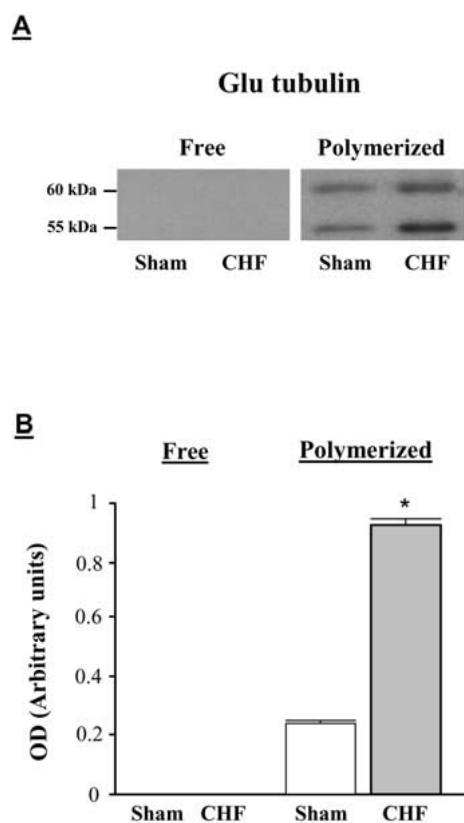 A
Glu tubulin
Free Polymerized
60 kDa
55 kDa
Sham CHF Sham CHF
B
Free Polymerized
1
*
0.8
0.6
0.4
0.2
0
OD (Arbitrary units)
Sham CHF Sham CHF